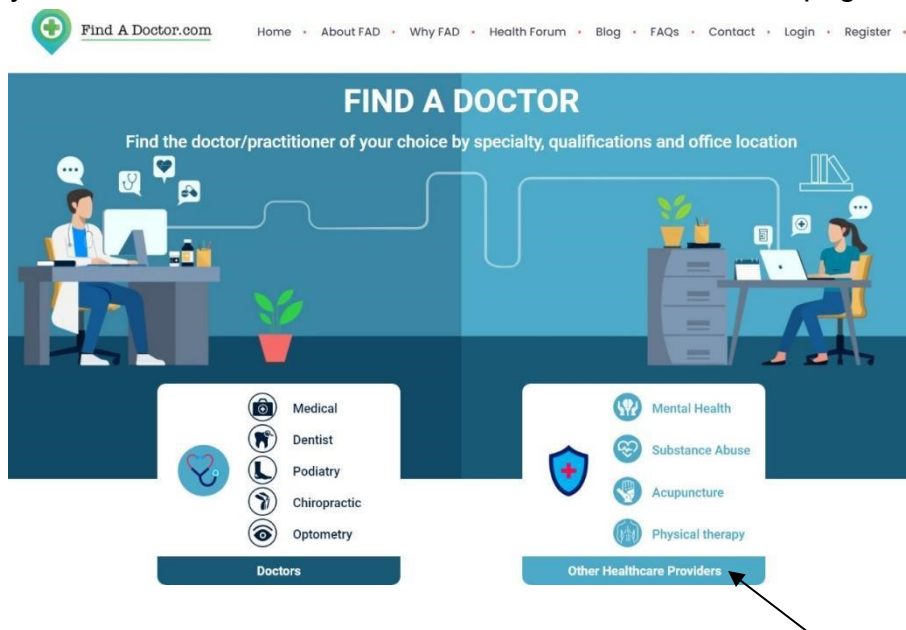 Find A Doctor.com
Home • About FAD • Why FAD • Health Forum • Blog • FAQs • Contact • Login • Register •
FIND A DOCTOR
Find the doctor/practitioner of your choice by specialty, qualifications and office location
Medical
Dentist
Podiatry
Chiropractic
Optometry
Doctors
Mental Health
Substance Abuse
Acupuncture
Physical therapy
Other Healthcare Providers